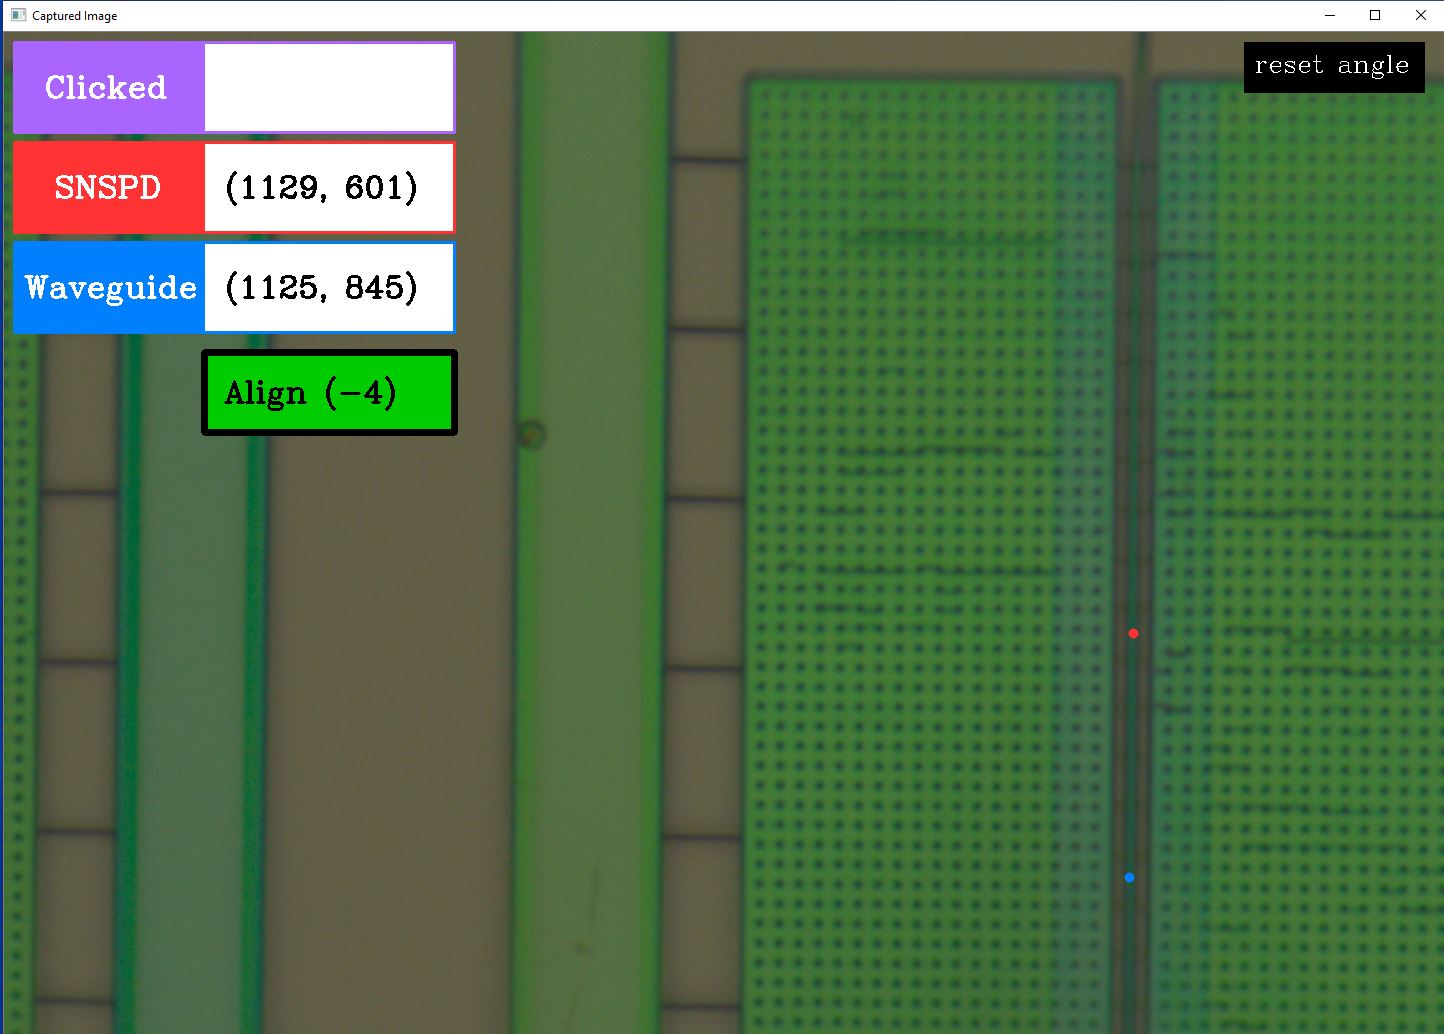 Captured Image
Clicked
reset angle
SNSPD (1129, 601)
Waveguide (1125, 845)
Align (-4)